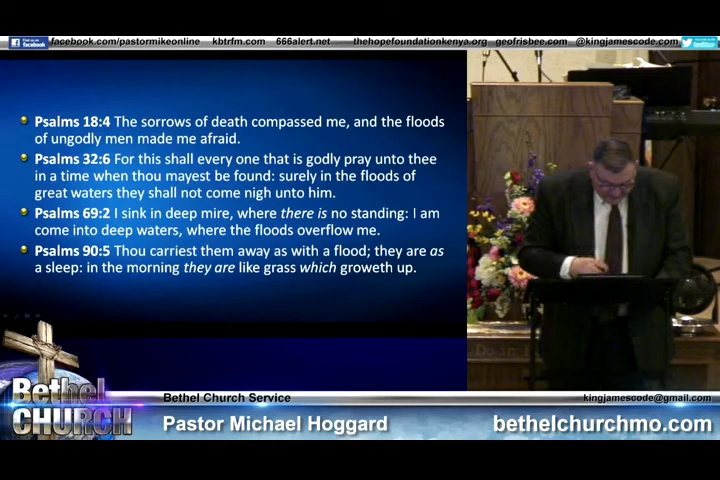 Find us on facebook facebook.com/pastormikeonline kbtrfm.com 666alert.net thehopefoundationkenya.org geofrisbee.com @kingjamescode.com twitter
Psalms 18:4 The sorrows of death compassed me, and the floods
of ungodly men made me afraid.
Psalms 32:6 For this shall every one that is godly pray unto thee
in a time when thou mayest be found: surely in the floods of
great waters they shall not come nigh unto him.
Psalms 69:2 I sink in deep mire, where there is no standing: I am
come into deep waters, where the floods overflow me.
Psalms 90:5 Thou carriest them away as with a flood; they are as
a sleep: in the morning they are like grass which groweth up.
Bethel
CHURCH
Bethel Church Service
kingjamescode@gmail.com
Pastor Michael Hoggard
bethelchurchmo.com